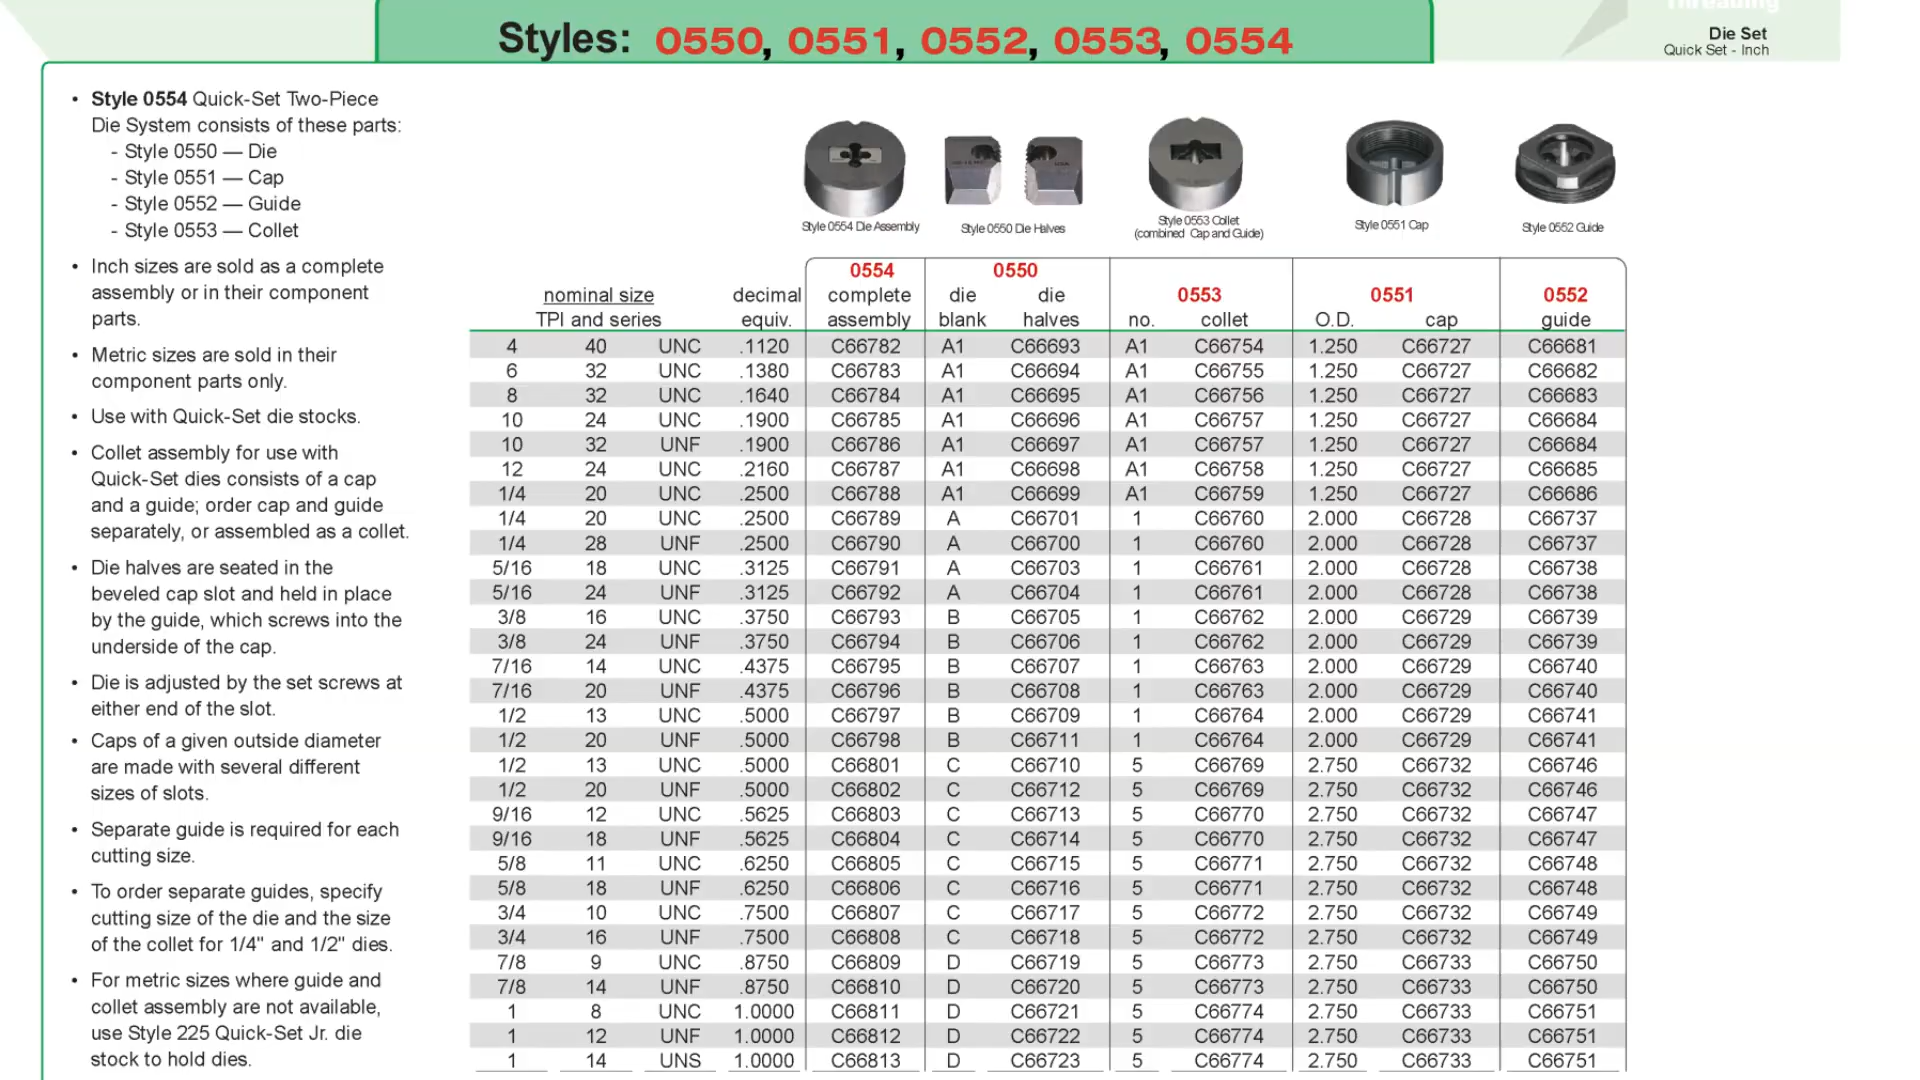 Threading
Styles: 0550, 0551, 0552, 0553, 0554
Die Set
Quick Set - Inch
• Style 0554 Quick-Set Two-Piece
Die System consists of these parts:
- Style 0550 — Die
- Style 0551 — Cap
- Style 0552 — Guide
- Style 0553 — Collet
• Inch sizes are sold as a complete
assembly or in their component
parts.
• Metric sizes are sold in their
component parts only.
• Use with Quick-Set die stocks.
• Collet assembly for use with
Quick-Set dies consists of a cap
and a guide; order cap and guide
separately, or assembled as a collet.
• Die halves are seated in the
beveled cap slot and held in place
by the guide, which screws into the
underside of the cap.
• Die is adjusted by the set screws at
either end of the slot.
• Caps of a given outside diameter
are made with several different
sizes of slots.
• Separate guide is required for each
cutting size.
• To order separate guides, specify
cutting size of the die and the size
of the collet for 1/4" and 1/2" dies.
• For metric sizes where guide and
collet assembly are not available,
use Style 225 Quick-Set Jr. die
stock to hold dies.
Style 0554 Die Assembly
Style 0550 Die Halves
Style 0553 Collet
(combined Cap and Guide)
Style 0551 Cap
Style 0552 Guide
0554 0550
nominal size decimal complete die die 0553 0551 0552
TPI and series equiv. assembly blank halves no. collet O.D. cap guide
4 40 UNC .1120 C66782 A1 C66693 A1 C66754 1.250 C66727 C66681
6 32 UNC .1380 C66783 A1 C66694 A1 C66755 1.250 C66727 C66682
8 32 UNC .1640 C66784 A1 C66695 A1 C66756 1.250 C66727 C66683
10 24 UNC .1900 C66785 A1 C66696 A1 C66757 1.250 C66727 C66684
10 32 UNF .1900 C66786 A1 C66697 A1 C66757 1.250 C66727 C66684
12 24 UNC .2160 C66787 A1 C66698 A1 C66758 1.250 C66727 C66685
1/4 20 UNC .2500 C66788 A1 C66699 A1 C66759 1.250 C66727 C66686
1/4 20 UNC .2500 C66789 A C66701 1 C66760 2.000 C66728 C66737
1/4 28 UNF .2500 C66790 A C66700 1 C66760 2.000 C66728 C66737
5/16 18 UNC .3125 C66791 A C66703 1 C66761 2.000 C66728 C66738
5/16 24 UNF .3125 C66792 A C66704 1 C66761 2.000 C66728 C66738
3/8 16 UNC .3750 C66793 B C66705 1 C66762 2.000 C66729 C66739
3/8 24 UNF .3750 C66794 B C66706 1 C66762 2.000 C66729 C66739
7/16 14 UNC .4375 C66795 B C66707 1 C66763 2.000 C66729 C66740
7/16 20 UNF .4375 C66796 B C66708 1 C66763 2.000 C66729 C66740
1/2 13 UNC .5000 C66797 B C66709 1 C66764 2.000 C66729 C66741
1/2 20 UNF .5000 C66798 B C66711 1 C66764 2.000 C66729 C66741
1/2 13 UNC .5000 C66801 C C66710 5 C66769 2.750 C66732 C66746
1/2 20 UNF .5000 C66802 C C66712 5 C66769 2.750 C66732 C66746
9/16 12 UNC .5625 C66803 C C66713 5 C66770 2.750 C66732 C66747
9/16 18 UNF .5625 C66804 C C66714 5 C66770 2.750 C66732 C66747
5/8 11 UNC .6250 C66805 C C66715 5 C66771 2.750 C66732 C66748
5/8 18 UNF .6250 C66806 C C66716 5 C66771 2.750 C66732 C66748
3/4 10 UNC .7500 C66807 C C66717 5 C66772 2.750 C66732 C66749
3/4 16 UNF .7500 C66808 C C66718 5 C66772 2.750 C66732 C66749
7/8 9 UNC .8750 C66809 D C66719 5 C66773 2.750 C66733 C66750
7/8 14 UNF .8750 C66810 D C66720 5 C66773 2.750 C66733 C66750
1 8 UNC 1.0000 C66811 D C66721 5 C66774 2.750 C66733 C66751
1 12 UNF 1.0000 C66812 D C66722 5 C66774 2.750 C66733 C66751
1 14 UNS 1.0000 C66813 D C66723 5 C66774 2.750 C66733 C66751